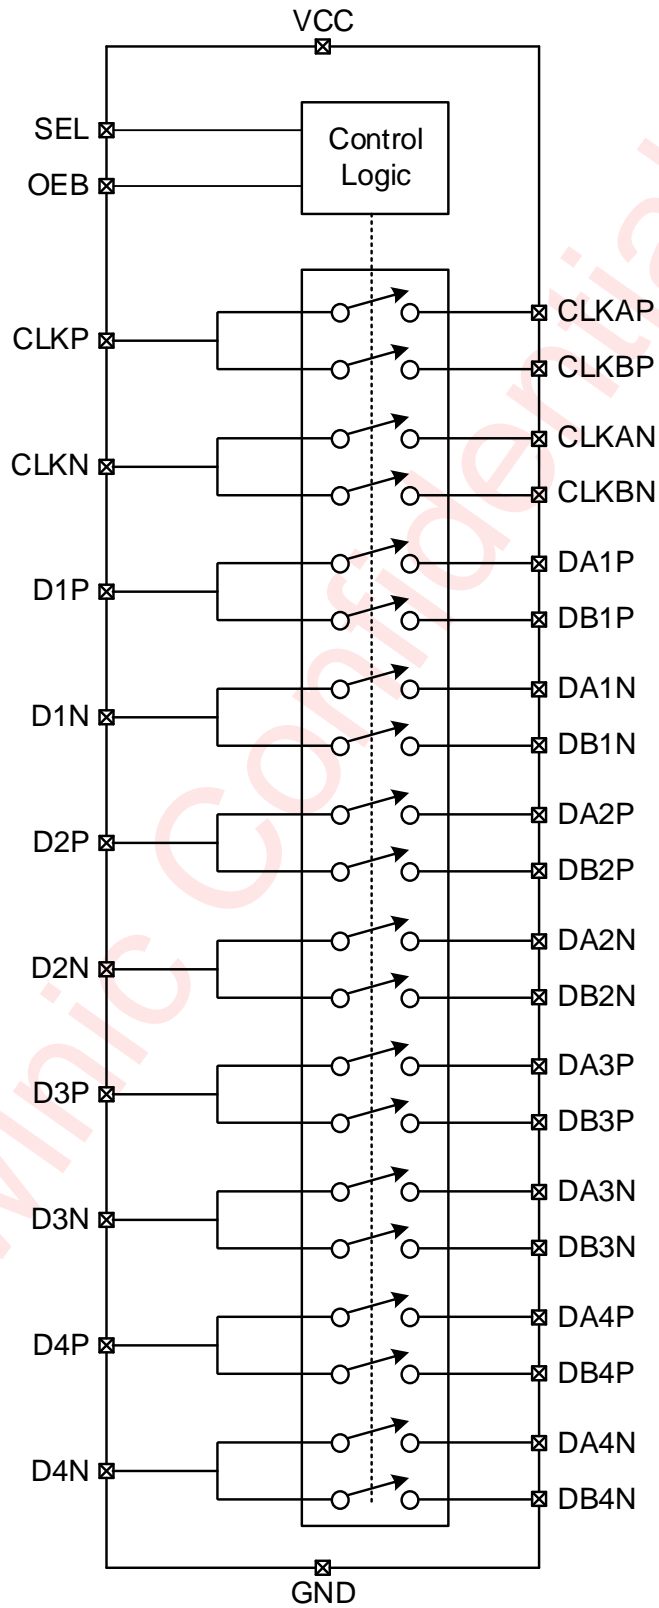 VCC
SEL
Control
Logic
OEB
CLKP
CLKAP
CLKBP
CLKN
CLKAN
CLKBN
D1P
DA1P
DB1P
D1N
DA1N
DB1N
D2P
DA2P
DB2P
D2N
DA2N
DB2N
D3P
DA3P
DB3P
D3N
DA3N
DB3N
D4P
DA4P
DB4P
D4N
DA4N
DB4N
GND
Confidential